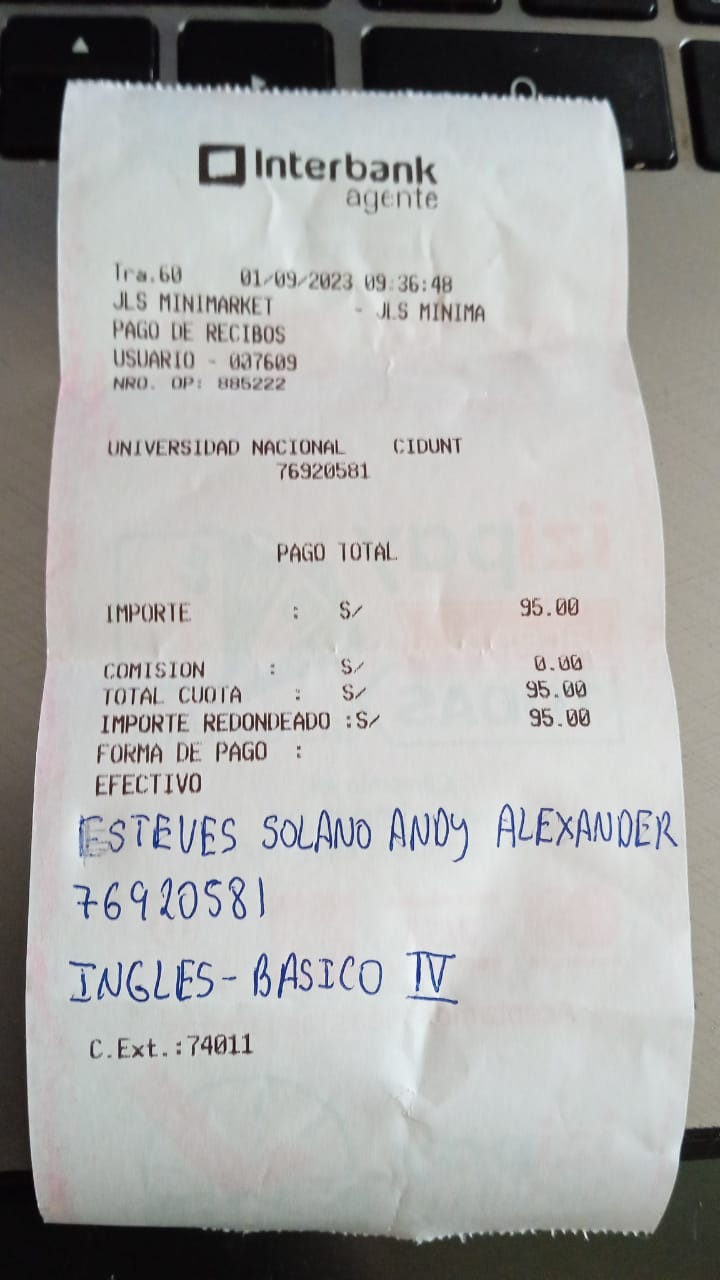 Interbank
agente
Tra.60 01/09/2023 09:36:48
JLS MINIMARKET - JLS MINIMA
PAGO DE RECIBOS
USUARIO - 037609
NRO. OP: 885222
UNIVERSIDAD NACIONAL CIDUNT
76920581
PAGO TOTAL
IMPORTE : S/ 95.00
COMISION : S/ 0.00
TOTAL CUOTA : S/ 95.00
IMPORTE REDONDEADO :S/ 95.00
FORMA DE PAGO :
EFECTIVO
ESTEVES SOLANO ANDY ALEXANDER
76920581
INGLES-BASICO IV
C.Ext.:74011
izipay